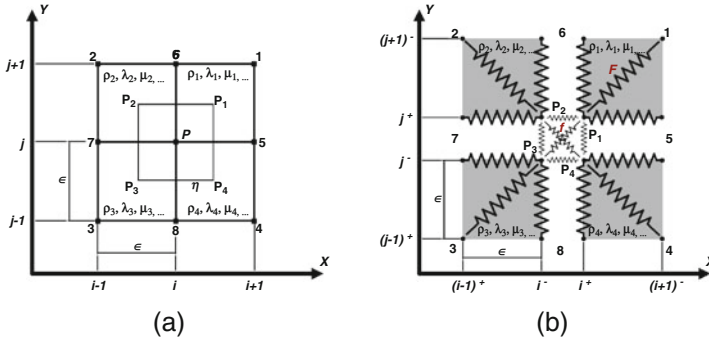 Y
j+1
j
j-1
2
6
1
ρ2, λ2, μ2, ...
ρ1, λ1, μ1, ...
P2
P1
7
P
5
P3
P4
η
ϵ
ρ3, λ3, μ3, ...
ρ4, λ4, μ4, ...
3
8
4
ϵ
i-1
i
i+1
X
(a)
Y
(j+1) -
j +
j -
(j-1) +
2
6
1
ρ2, λ2, μ2, ...
ρ1, λ1, μ1, ...
F
P2
f
P1
7
5
P3
P4
ϵ
ρ3, λ3, μ3, ...
ρ4, λ4, μ4, ...
3
ϵ
8
4
(i-1) +
i -
i +
(i+1) -
X
(b)